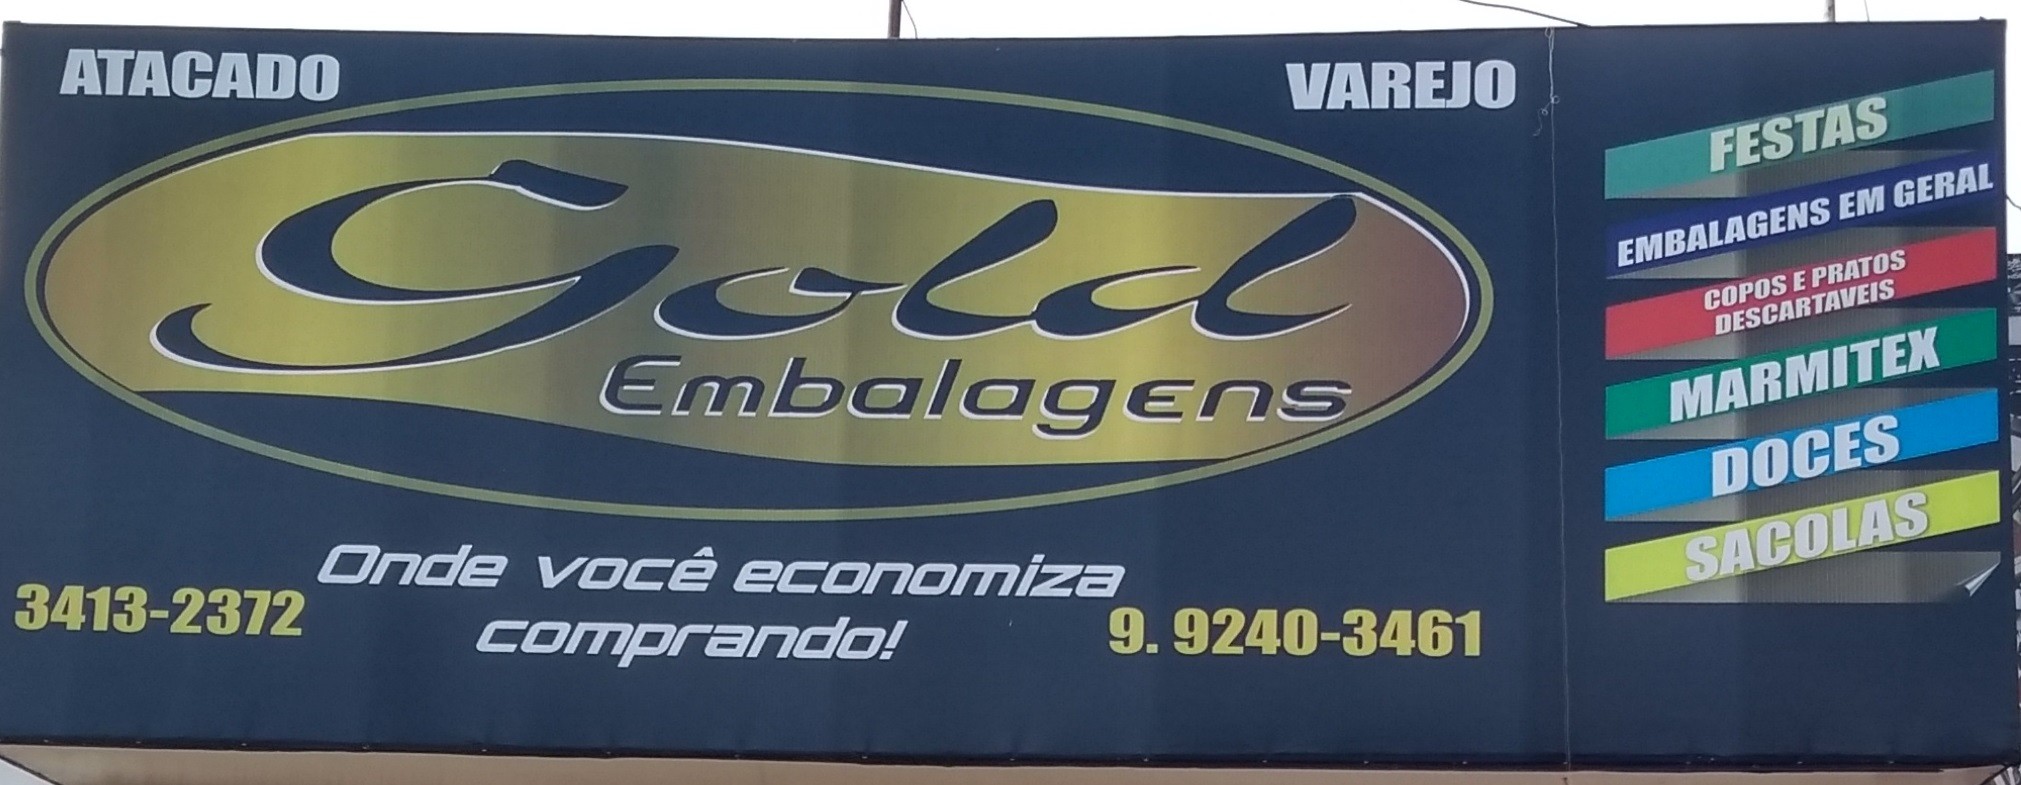 ATACADO
VAREJO
Gold
Embalagens
Onde você economiza
comprando!
3413-2372
9. 9240-3461
FESTAS
EMBALAGENS EM GERAL
COPOS E PRATOS
DESCARTAVEIS
MARMITEX
DOCES
SACOLAS